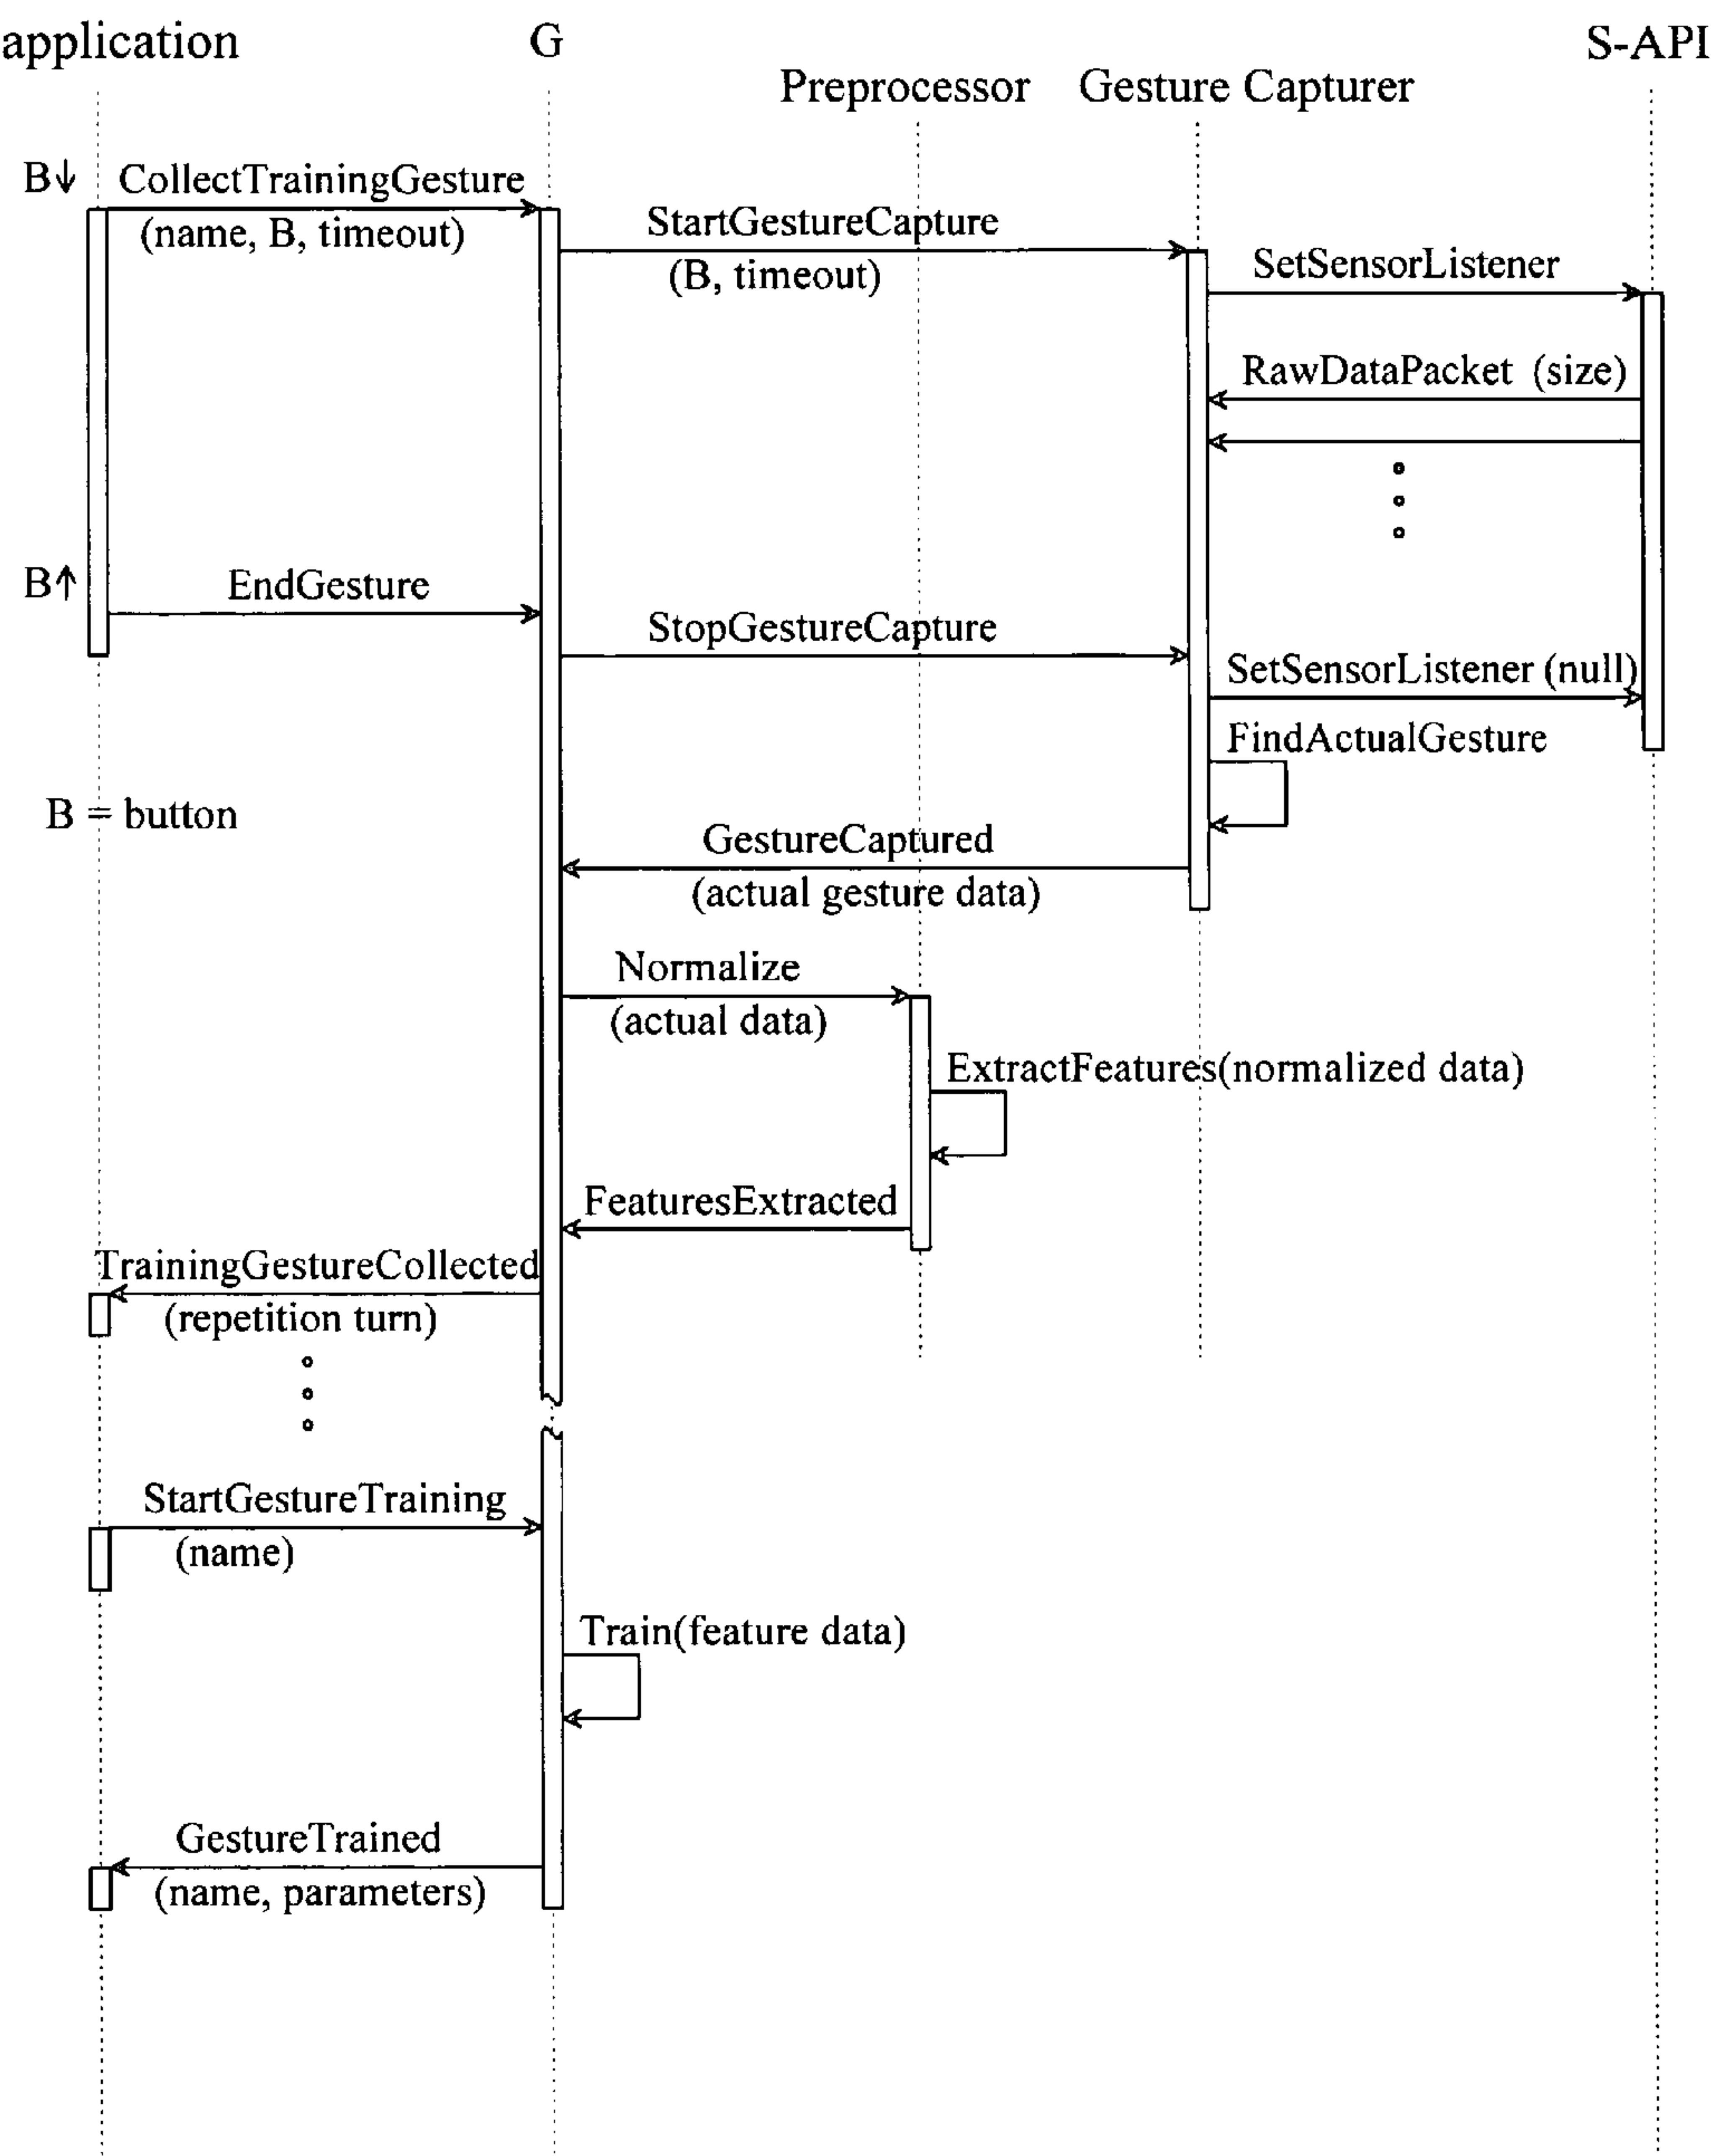 application
G
S-API
Preprocessor
Gesture Capturer
B↓
CollectTrainingGesture
(name, B, timeout)
StartGestureCapture
(B, timeout)
SetSensorListener
RawDataPacket (size)
B↑
EndGesture
StopGestureCapture
SetSensorListener (null)
FindActualGesture
B = button
GestureCaptured
(actual gesture data)
Normalize
(actual data)
ExtractFeatures(normalized data)
FeaturesExtracted
TrainingGestureCollected
(repetition turn)
StartGestureTraining
(name)
Train(feature data)
GestureTrained
(name, parameters)